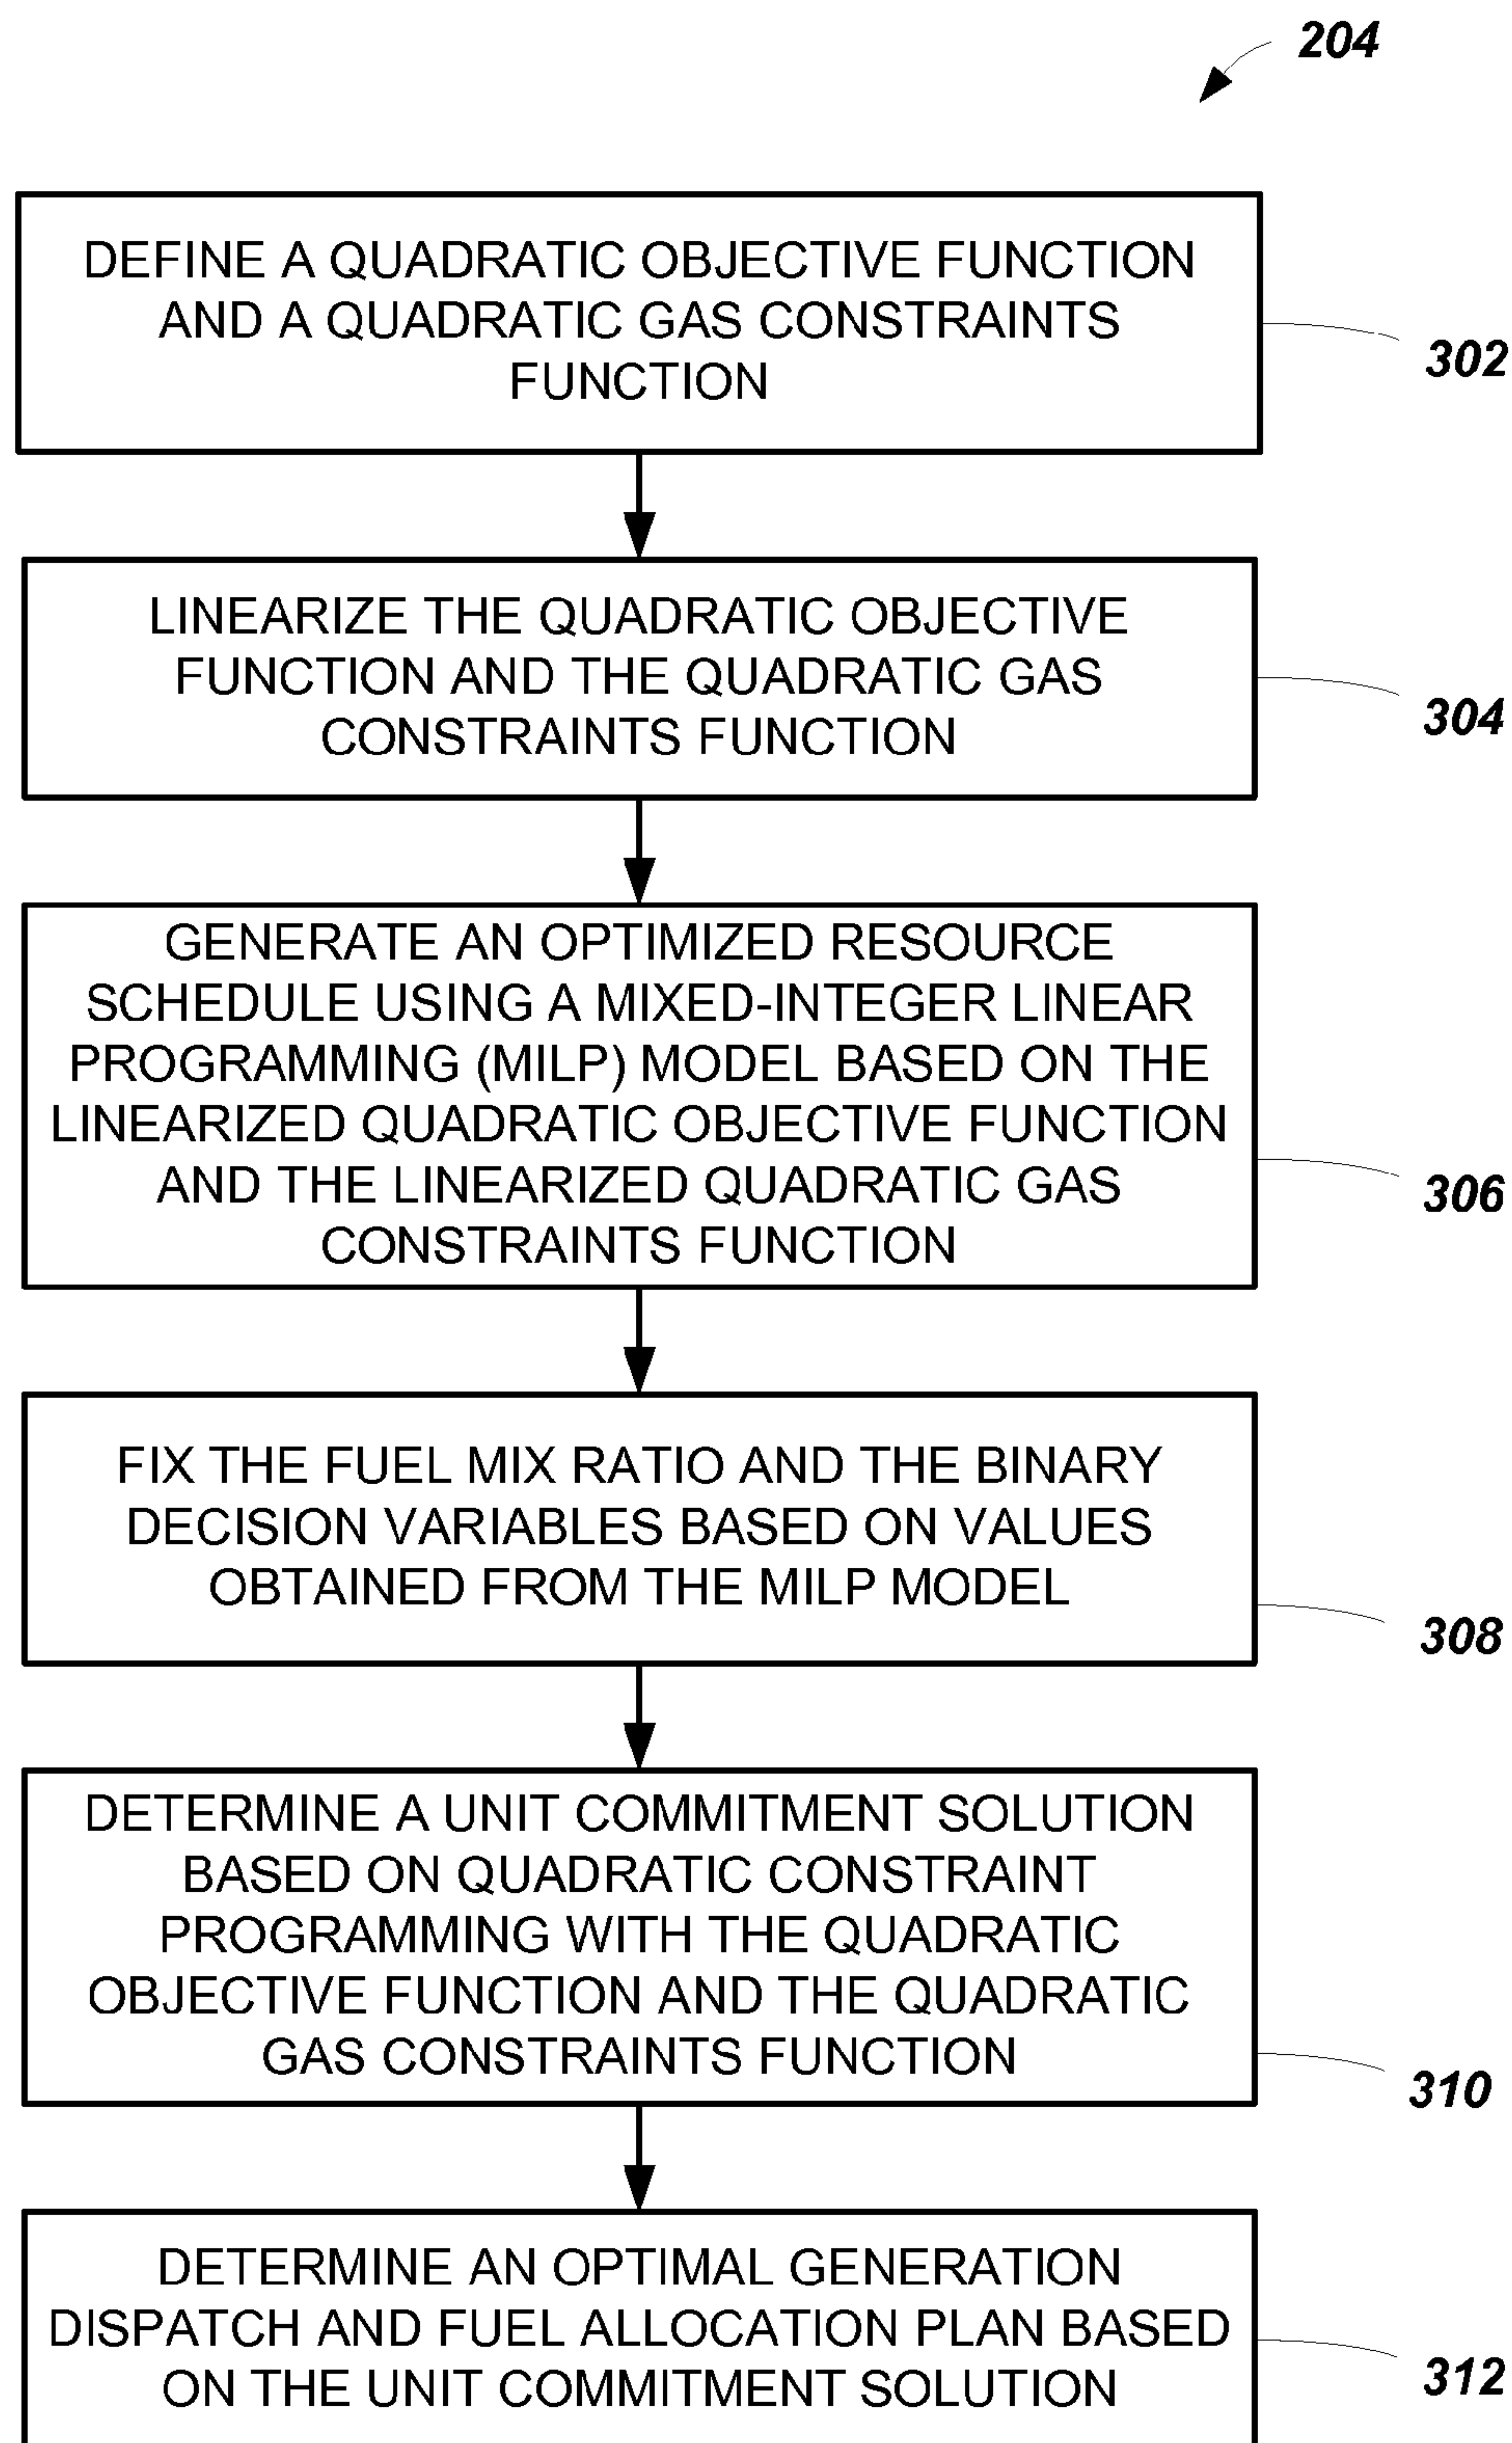 204
DEFINE A QUADRATIC OBJECTIVE FUNCTION
AND A QUADRATIC GAS CONSTRAINTS
FUNCTION
302
LINEARIZE THE QUADRATIC OBJECTIVE
FUNCTION AND THE QUADRATIC GAS
CONSTRAINTS FUNCTION
304
GENERATE AN OPTIMIZED RESOURCE
SCHEDULE USING A MIXED-INTEGER LINEAR
PROGRAMMING (MILP) MODEL BASED ON THE
LINEARIZED QUADRATIC OBJECTIVE FUNCTION
AND THE LINEARIZED QUADRATIC GAS
CONSTRAINTS FUNCTION
306
FIX THE FUEL MIX RATIO AND THE BINARY
DECISION VARIABLES BASED ON VALUES
OBTAINED FROM THE MILP MODEL
308
DETERMINE A UNIT COMMITMENT SOLUTION
BASED ON QUADRATIC CONSTRAINT
PROGRAMMING WITH THE QUADRATIC
OBJECTIVE FUNCTION AND THE QUADRATIC
GAS CONSTRAINTS FUNCTION
310
DETERMINE AN OPTIMAL GENERATION
DISPATCH AND FUEL ALLOCATION PLAN BASED
ON THE UNIT COMMITMENT SOLUTION
312